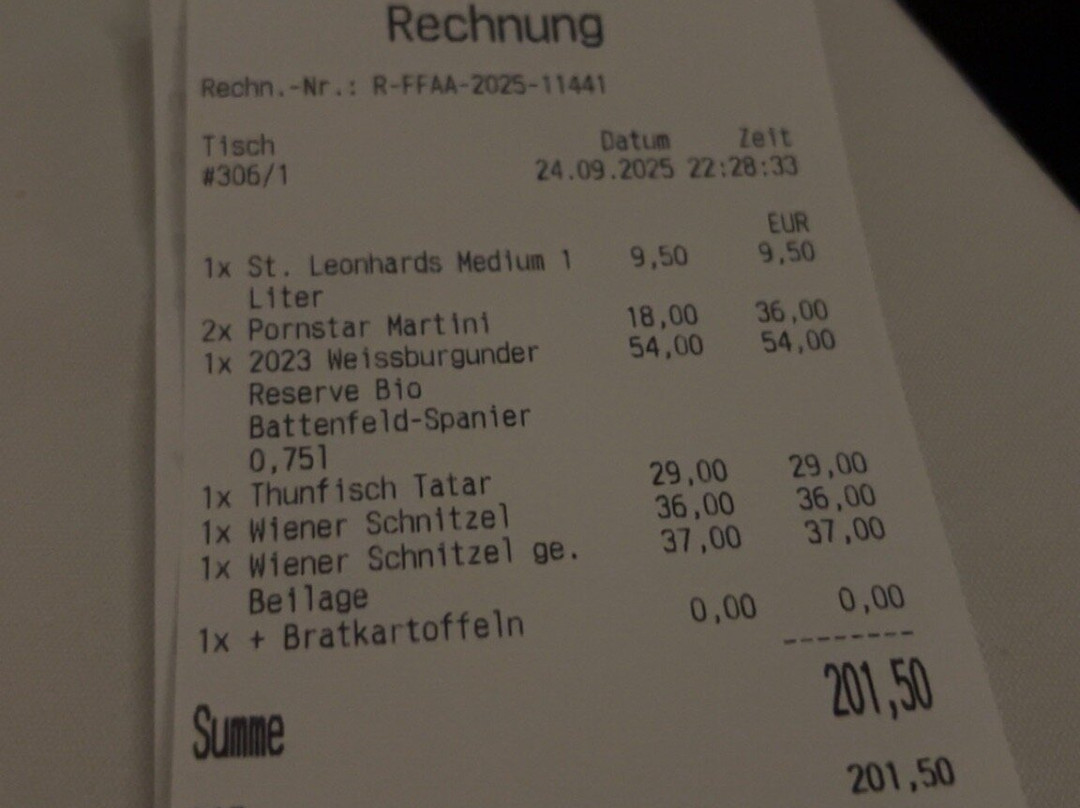 Rechnung
Rechn.-Nr.: R-FFAA-2025-11441
Tisch Datum Zeit
#306/1 24.09.2025 22:28:33
EUR
1x St. Leonhards Medium 1 9,50 9,50
Liter
2x Pornstar Martini 18,00 36,00
1x 2023 Weissburgunder 54,00 54,00
Reserve Bio
Battenfeld-Spanier
0,75l
1x Thunfisch Tatar 29,00 29,00
1x Wiener Schnitzel 36,00 36,00
1x Wiener Schnitzel ge. 37,00 37,00
Beilage
1x + Bratkartoffeln 0,00 0,00
--------
Summe 201,50
201,50